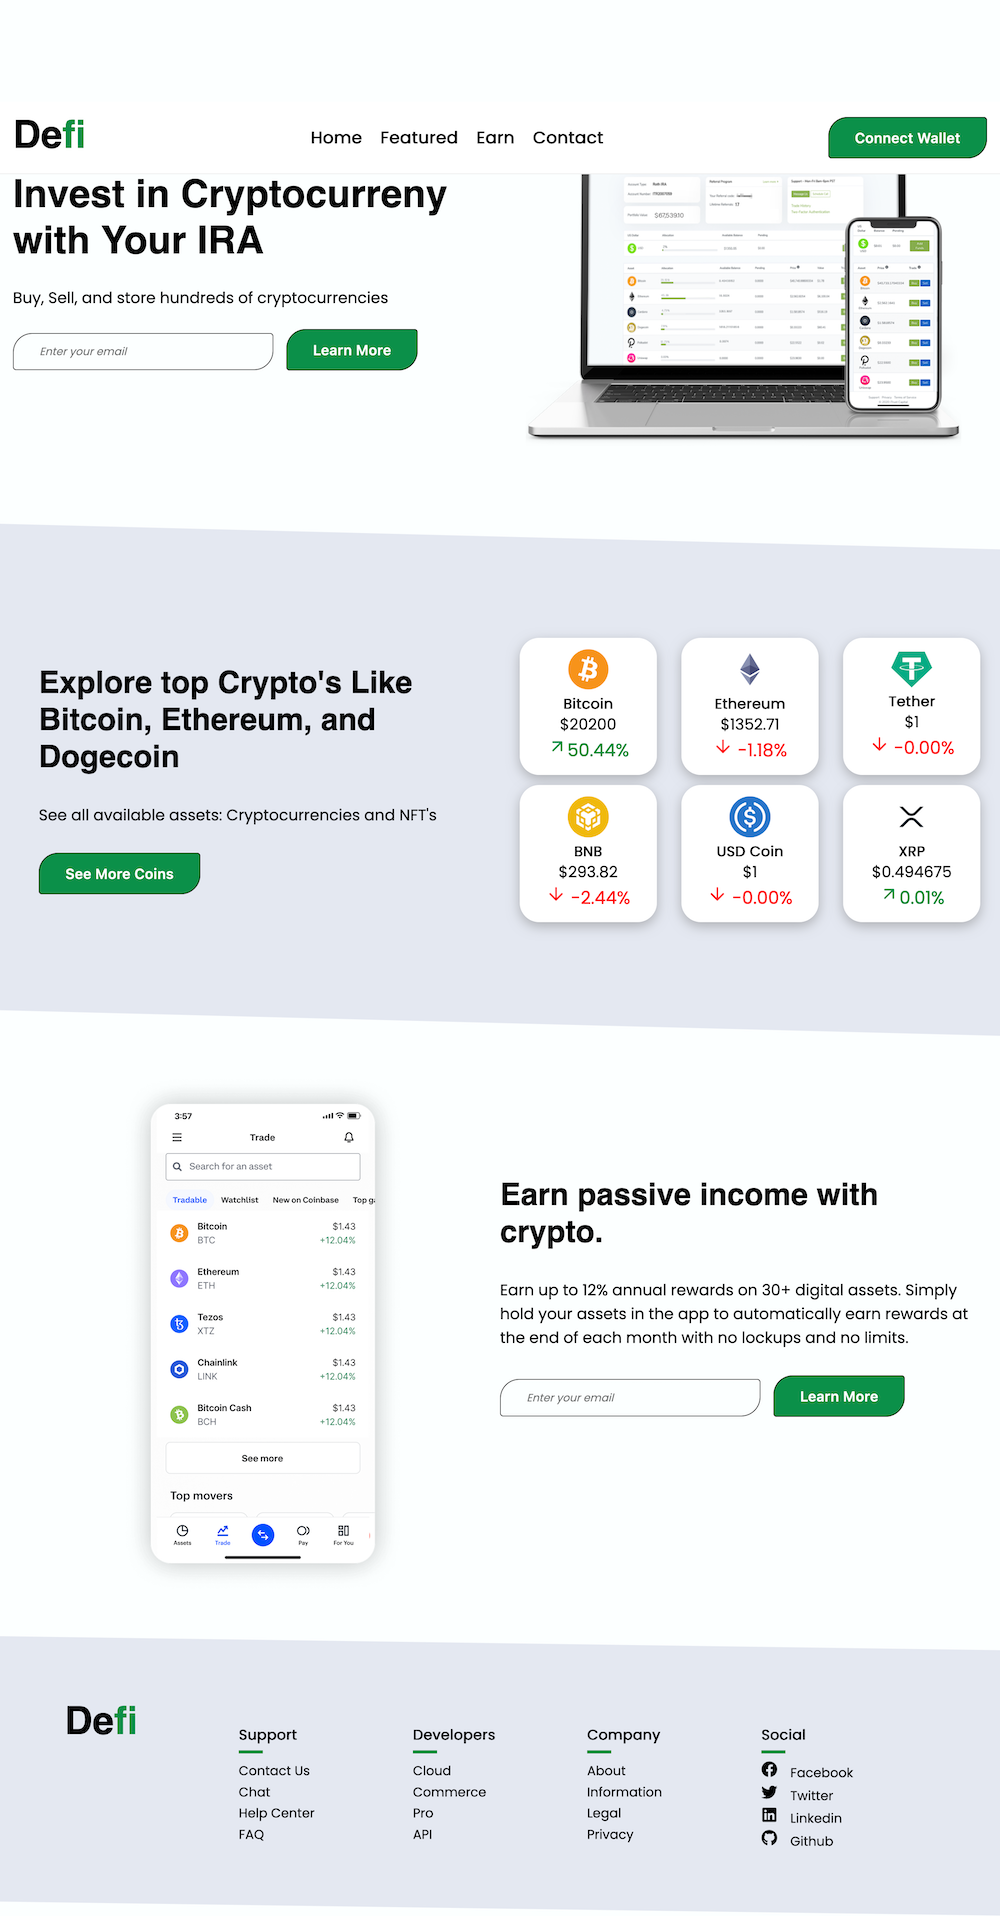 Defi
Home Featured Earn Contact
Connect Wallet
Invest in Cryptocurreny
with Your IRA
Buy, Sell, and store hundreds of cryptocurrencies
Enter your email
Learn More
Explore top Crypto's Like
Bitcoin, Ethereum, and
Dogecoin
See all available assets: Cryptocurrencies and NFT's
See More Coins
Bitcoin
$20200
50.44%
Ethereum
$1352.71
-1.18%
Tether
$1
-0.00%
BNB
$293.82
-2.44%
USD Coin
$1
-0.00%
XRP
$0.494675
0.01%
3:57
Trade
Search for an asset
Tradable Watchlist New on Coinbase Top ga
Bitcoin $1.43
BTC +12.04%
Ethereum $1.43
ETH +12.04%
Tezos $1.43
XTZ +12.04%
Chainlink $1.43
LINK +12.04%
Bitcoin Cash $1.43
BCH +12.04%
See more
Top movers
Assets Trade Pay For You
Earn passive income with
crypto.
Earn up to 12% annual rewards on 30+ digital assets. Simply
hold your assets in the app to automatically earn rewards at
the end of each month with no lockups and no limits.
Enter your email
Learn More
Defi
Support
Contact Us
Chat
Help Center
FAQ
Developers
Cloud
Commerce
Pro
API
Company
About
Information
Legal
Privacy
Social
Facebook
Twitter
Linkedin
Github